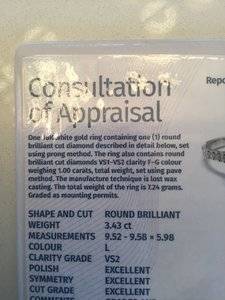 Consultation
of Appraisal
Repo
One 14K white gold ring containing one (1) round
brilliant cut diamond described in detail below, set
using prong method. The ring also contains round
brilliant cut diamonds VS1-VS2 clarity F-G colour
weighing 1.00 carats, total weight, set using pave
method. The manufacture technique is lost wax
casting. The total weight of the ring is 7.24 grams.
Graded as mounting permits.
SHAPE AND CUT ROUND BRILLIANT
WEIGHT 3.43 ct
MEASUREMENTS 9.52 - 9.58 × 5.98
COLOUR L
CLARITY GRADE VS2
POLISH EXCELLENT
SYMMETRY EXCELLENT
CUT GRADE EXCELLENT
COMMENTS